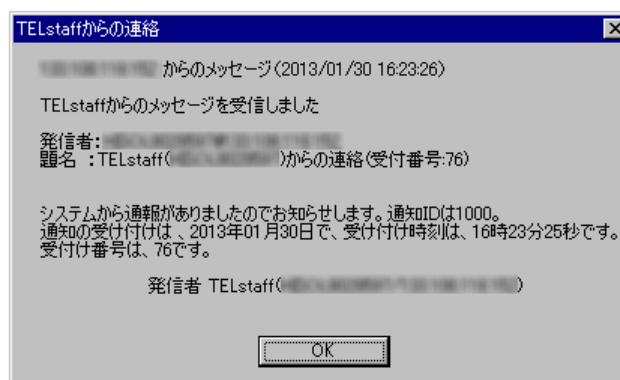 TELstaffからの連絡
からのメッセージ(2013/01/30 16:23:26)
TELstaffからのメッセージを受信しました
発信者:
題名 :TELstaff( )からの連絡(受付番号:76)
システムから通報がありましたのでお知らせします。通知IDは1000。
通知の受け付けは、2013年01月30日で、受け付け時刻は、16時23分25秒です。
受付け番号は、76です。
発信者 TELstaff( )
OK